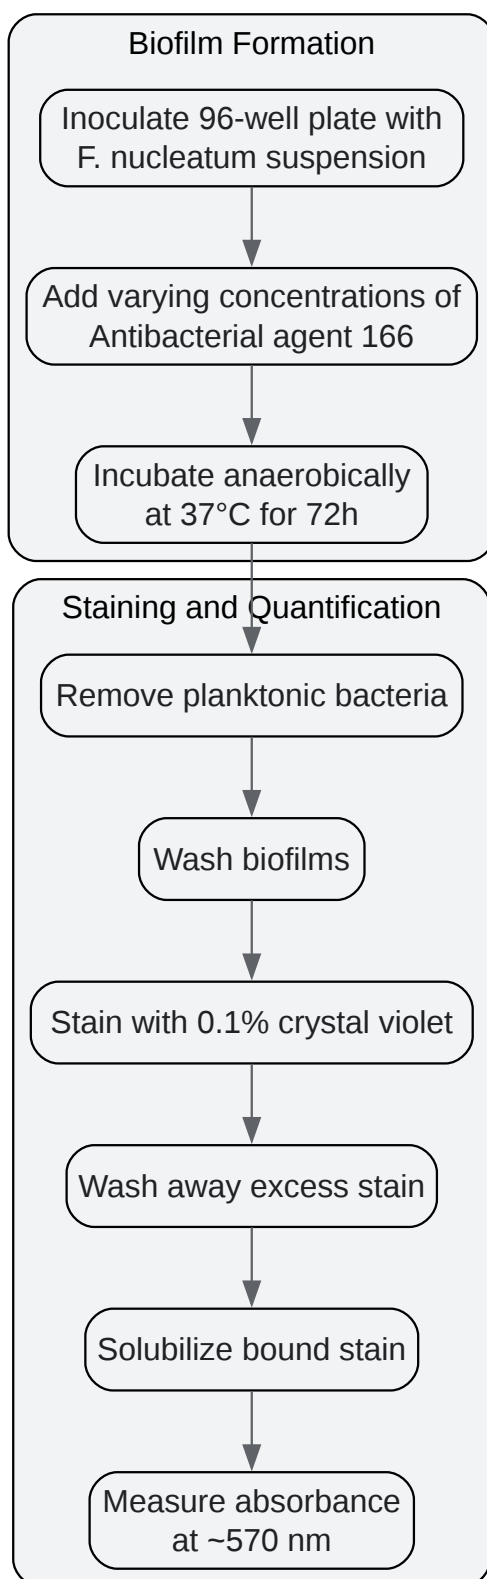 Biofilm Formation
Inoculate 96-well plate with
F. nucleatum suspension
Add varying concentrations of
Antibacterial agent 166
Incubate anaerobically
at 37°C for 72h
Staining and Quantification
Remove planktonic bacteria
Wash biofilms
Stain with 0.1% crystal violet
Wash away excess stain
Solubilize bound stain
Measure absorbance
at ~570 nm